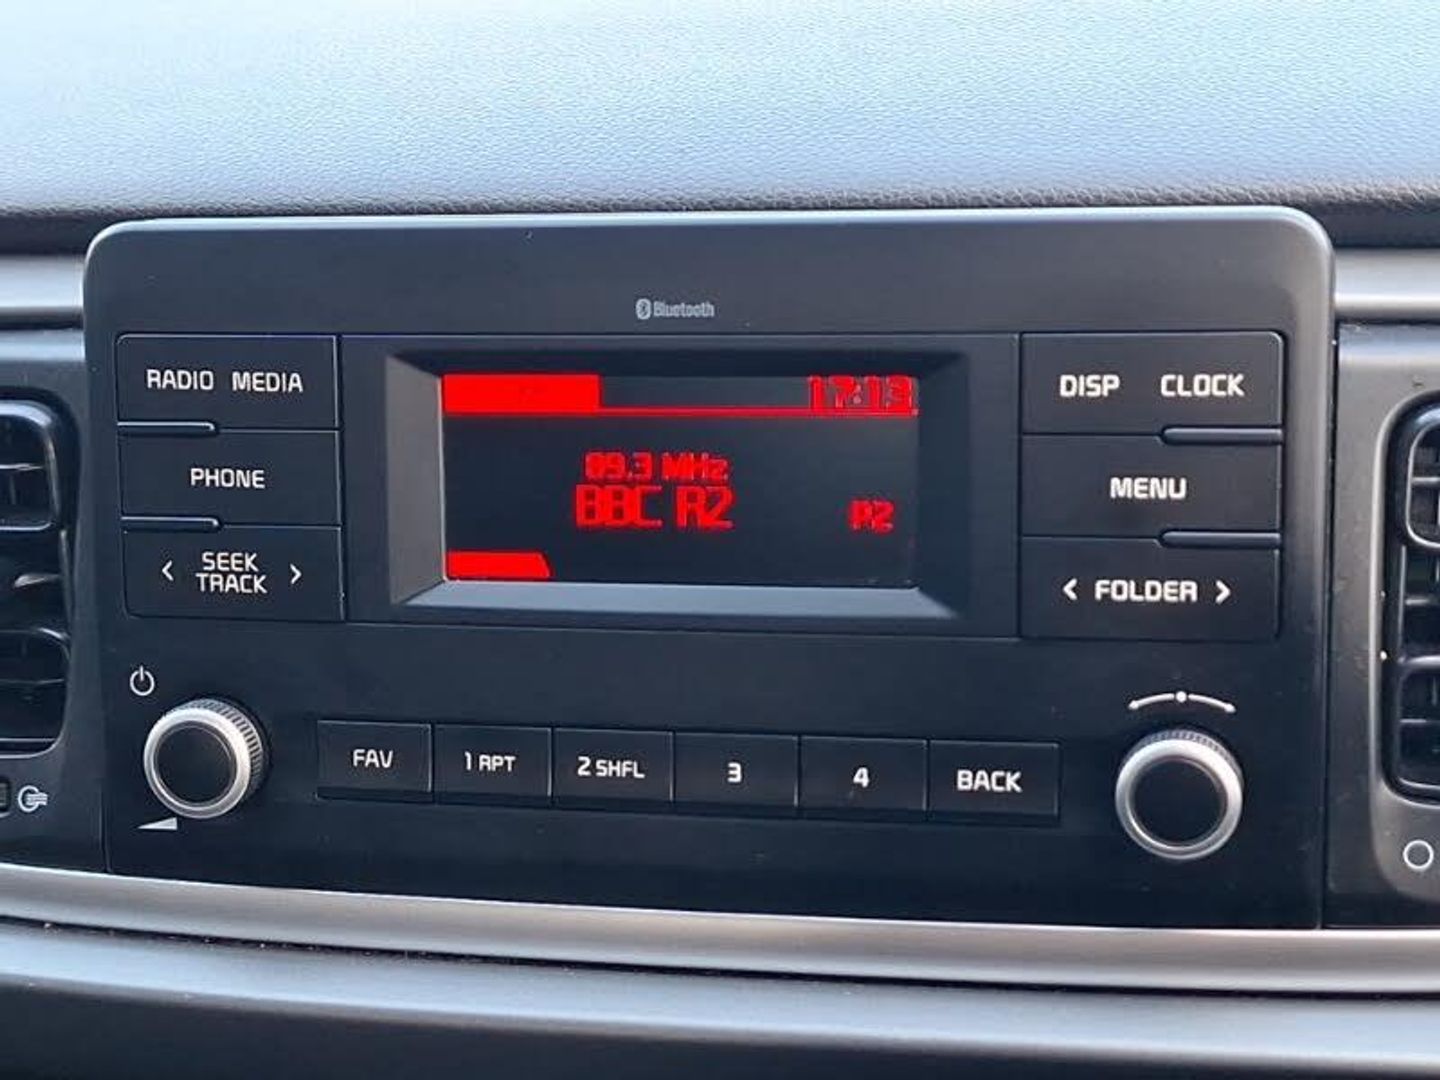 Bluetooth
RADIO MEDIA
PHONE
< SEEK >
TRACK
17:13
89.3 MHz
BBC R2
P2
DISP CLOCK
MENU
< FOLDER >
FAV
1 RPT
2 SHFL
3
4
BACK